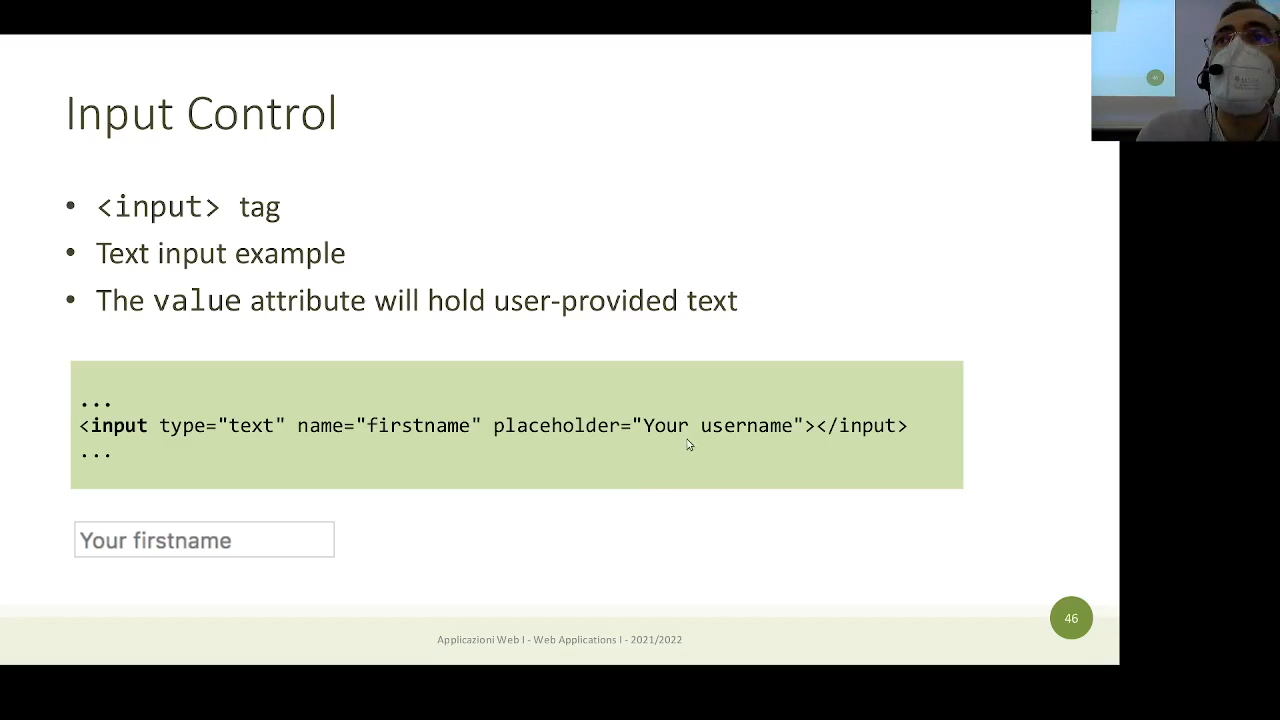 Input Control
• <input> tag
• Text input example
• The value attribute will hold user-provided text
...
<input type="text" name="firstname" placeholder="Your username"></input>
...
Your firstname
Applicazioni Web I - Web Applications I - 2021/2022
46